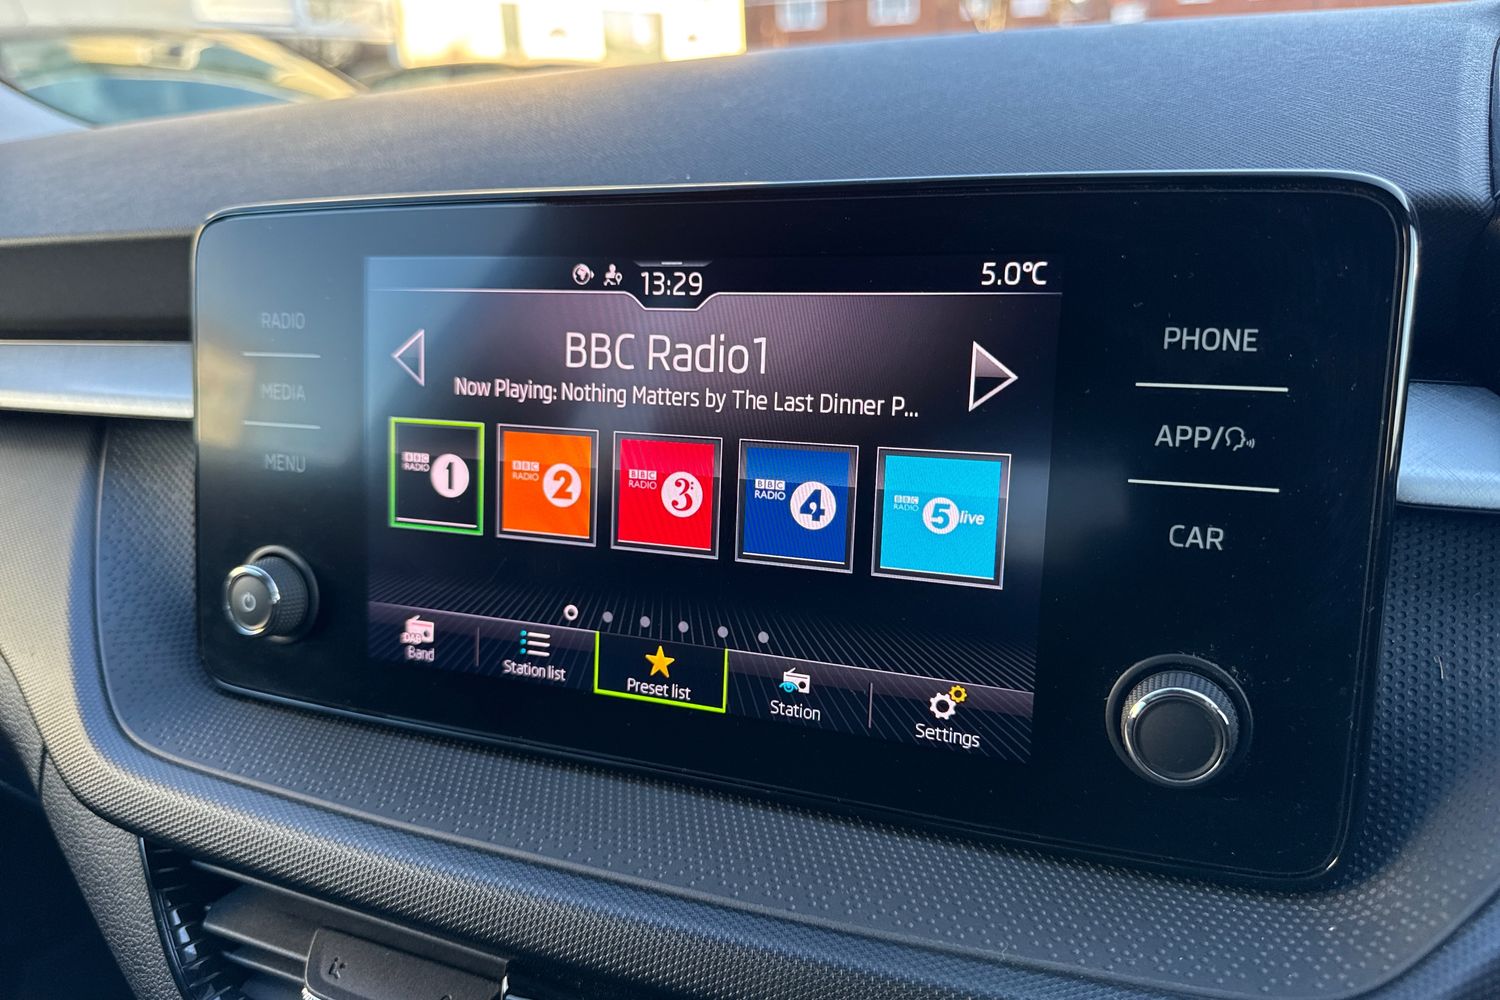 13:29
5.0°C
RADIO
MEDIA
MENU
BBC Radio1
Now Playing: Nothing Matters by The Last Dinner P...
BBC
RADIO
1
BBC
RADIO
2
BBC
RADIO
3
BBC
RADIO
4
BBC
RADIO
5 live
DAB
Band
Station list
Preset list
Station
Settings
PHONE
APP/
CAR